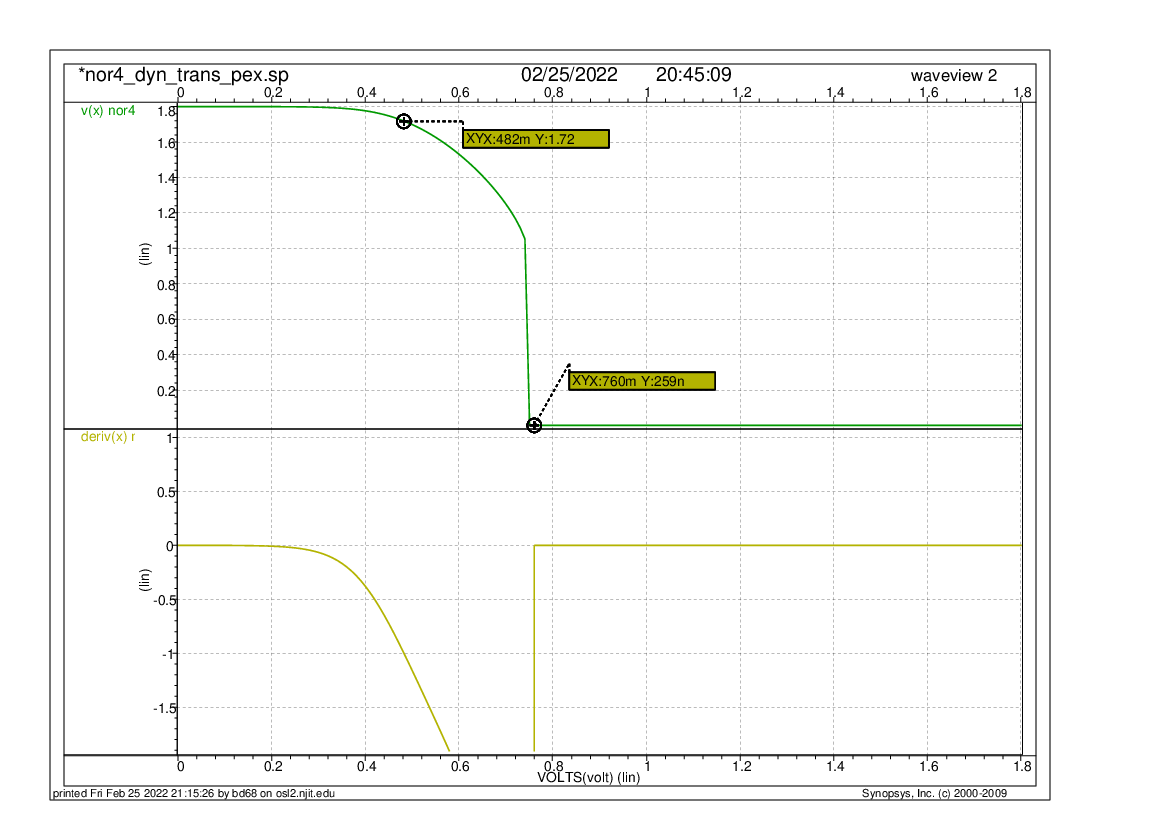 *nor4_dyn_trans_pex.sp 02/25/2022 20:45:09 waveview 2
0 0.2 0.4 0.6 0.8 1 1.2 1.4 1.6 1.8
v(x) nor4
1.8
XYX:482m Y:1.72
1.6
1.4
1.2
1
(lin)
0.8
0.6
0.4
XYX:760m Y:259n
0.2
deriv(x) r
1
0.5
0
(lin)
-0.5
-1
-1.5
0 0.2 0.4 0.6 0.8 1 1.2 1.4 1.6 1.8
VOLTS(volt) (lin)
printed Fri Feb 25 2022 21:15:26 by bd68 on osl2.njit.edu Synopsys, Inc. (c) 2000-2009